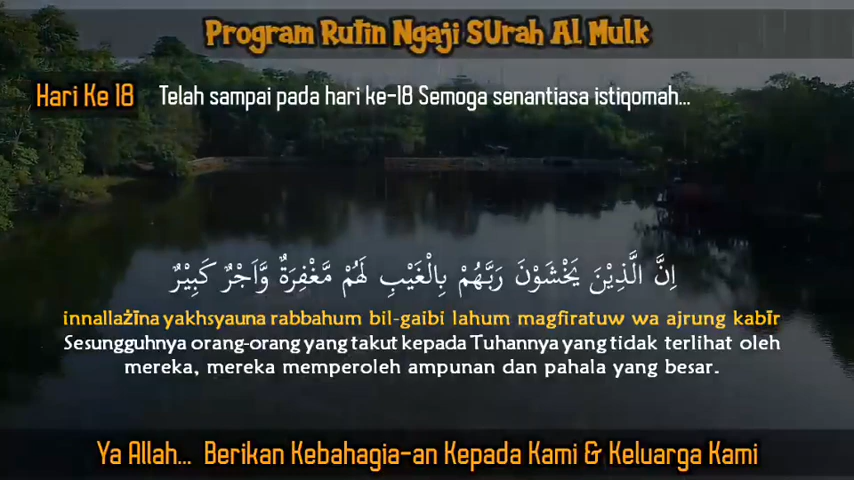 Program Rutin Ngaji SUrah AL Mulk
Hari Ke 18
Telah sampai pada hari ke-18 Semoga senantiasa istiqomah...
اِنَّ الَّذِيْنَ يَخْشَوْنَ رَبَّهُمْ بِالْغَيْبِ لَهُمْ مَّغْفِرَةٌ وَّاَجْرٌ كَبِيْرٌ
innallażīna yakhsyauna rabbahum bil-gaibi lahum magfiratuw wa ajrung kabīr
Sesungguhnya orang-orang yang takut kepada Tuhannya yang tidak terlihat oleh
mereka, mereka memperoleh ampunan dan pahala yang besar.
Ya Allah... Berikan Kebahagia-an Kepada Kami & Keluarga Kami